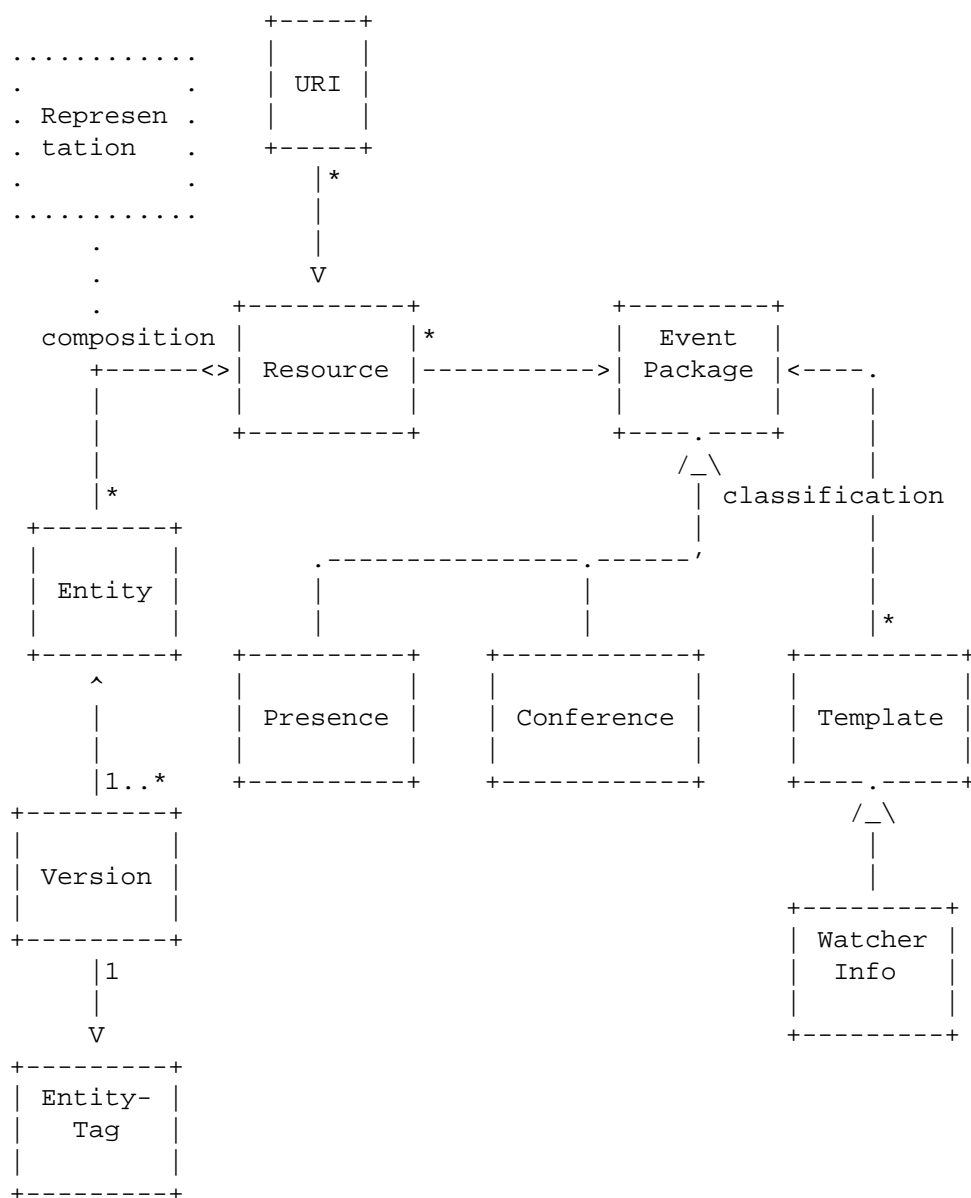 URI
Represen
tation
*
composition
*
Event
Resource
Package
*
classification
Entity
*
Presence
Conference
Template
1..*
Version
Watcher
1
Info
Entity-
Tag